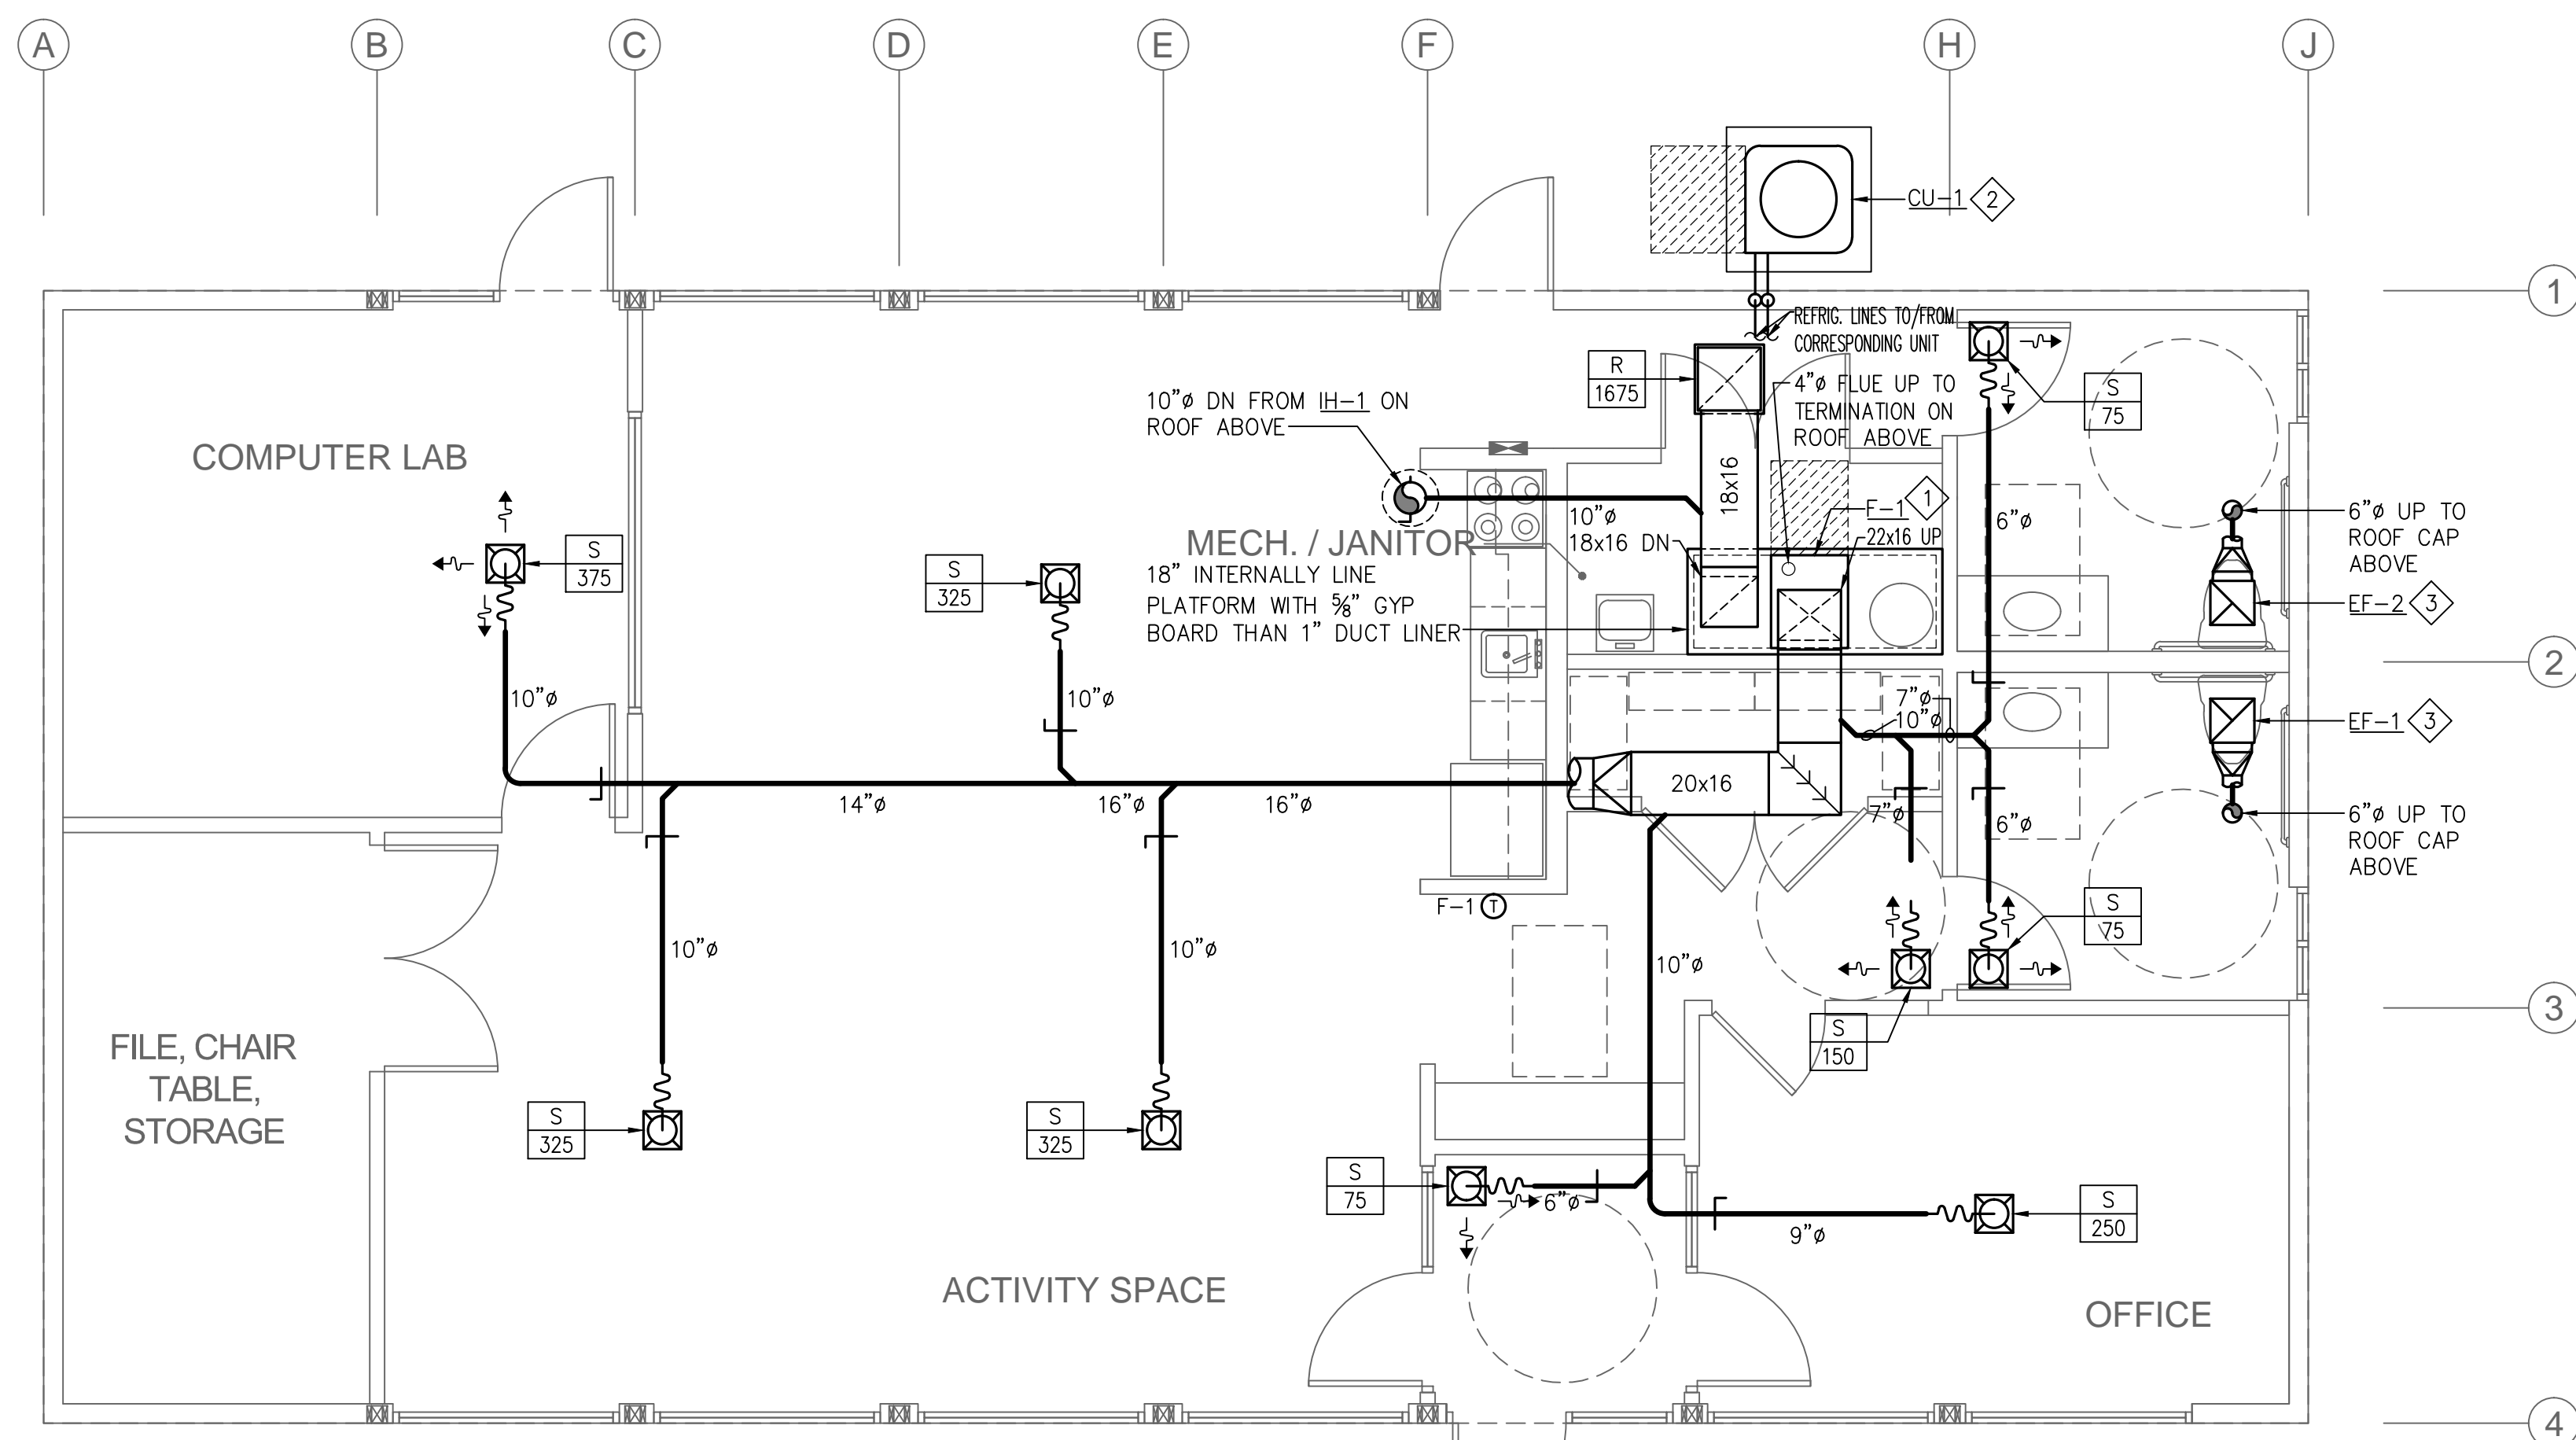 A B C D E F H J
1
2
3
4
CU-1 2
REFRIG. LINES TO/FROM
CORRESPONDING UNIT
R
1675
4"ø FLUE UP TO
TERMINATION ON
ROOF ABOVE
S
75
10"ø DN FROM IH-1 ON
ROOF ABOVE
COMPUTER LAB
18x16
F-1 1
22x16 UP
10"ø
18x16 DN
MECH. / JANITOR
18" INTERNALLY LINE
PLATFORM WITH ⅝" GYP
BOARD THAN 1" DUCT LINER
6"ø
6"ø UP TO
ROOF CAP
ABOVE
EF-2 3
S
375
S
325
10"ø
10"ø
7"ø
10"ø
EF-1 3
20x16
14"ø
16"ø
16"ø
7"ø
6"ø
6"ø UP TO
ROOF CAP
ABOVE
F-1 T
S
75
10"ø
10"ø
10"ø
S
150
FILE, CHAIR
TABLE,
STORAGE
S
325
S
325
S
75
6"ø
9"ø
S
250
ACTIVITY SPACE
OFFICE